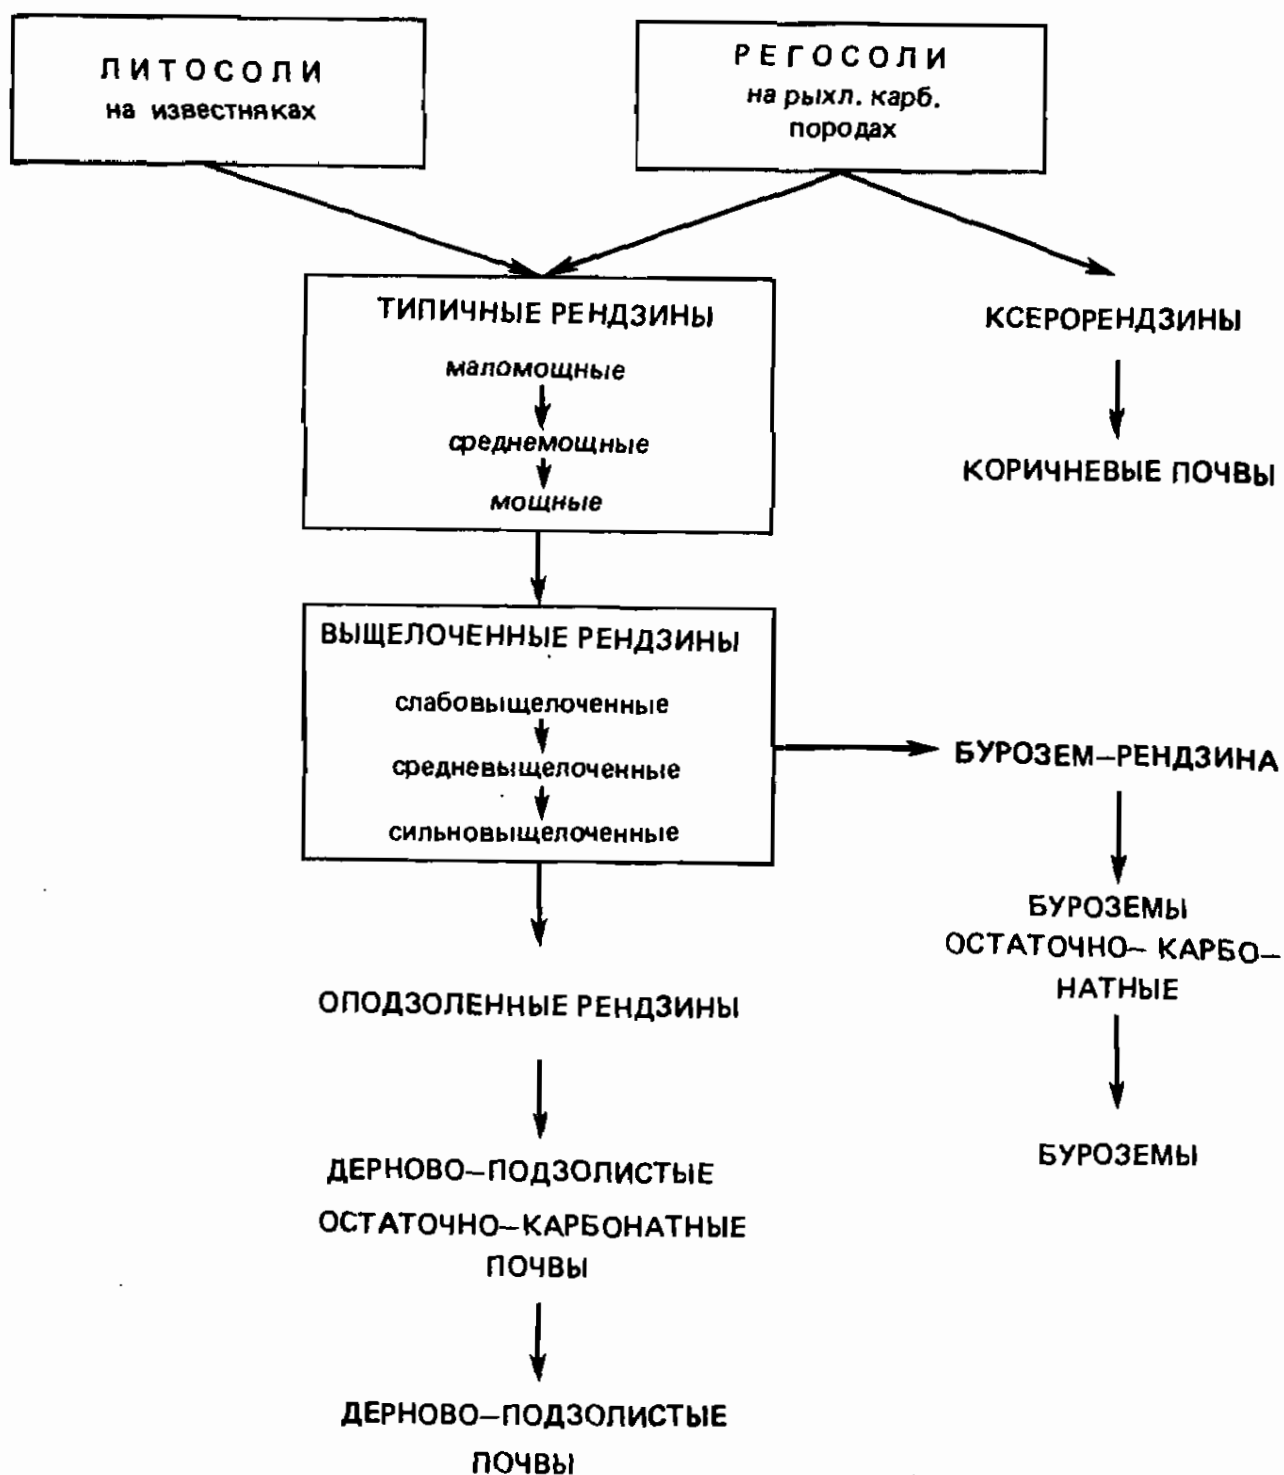 ЛИТОСОЛИ
на известняках
РЕГОСОЛИ
на рыхл. карб.
породах
ТИПИЧНЫЕ РЕНДЗИНЫ
маломощные
среднемощные
мощные
КСЕРОРЕНДЗИНЫ
КОРИЧНЕВЫЕ ПОЧВЫ
ВЫЩЕЛОЧЕННЫЕ РЕНДЗИНЫ
слабовыщелоченные
средневыщелоченные
сильновыщелоченные
БУРОЗЕМ—РЕНДЗИНА
БУРОЗЕМЫ
ОСТАТОЧНО— КАРБО—
НАТНЫЕ
БУРОЗЕМЫ
ОПОДЗОЛЕННЫЕ РЕНДЗИНЫ
ДЕРНОВО—ПОДЗОЛИСТЫЕ
ОСТАТОЧНО—КАРБОНАТНЫЕ
ПОЧВЫ
ДЕРНОВО—ПОДЗОЛИСТЫЕ
ПОЧВЫ